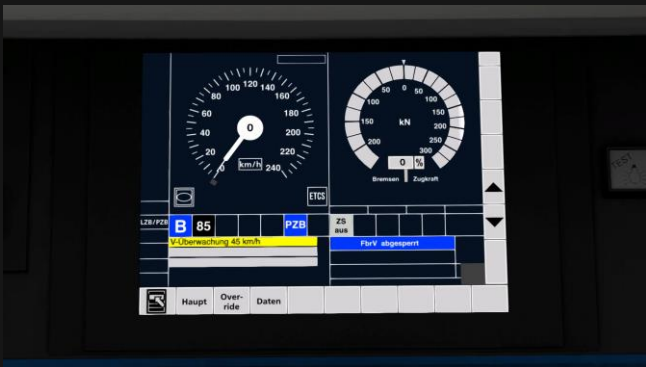 100 120 140
80 160
60 180
40 200
20 220
0 240
0
km/h
50 0 50
100 100
150 kN 150
200 200
250
300
0 %
Bremsen Zugkraft
ETCS
LZB/PZB B 85 PZB ZS
aus
V-Überwachung 45 km/h
FbrV abgesperrt
Haupt Over-
ride Daten
TEST